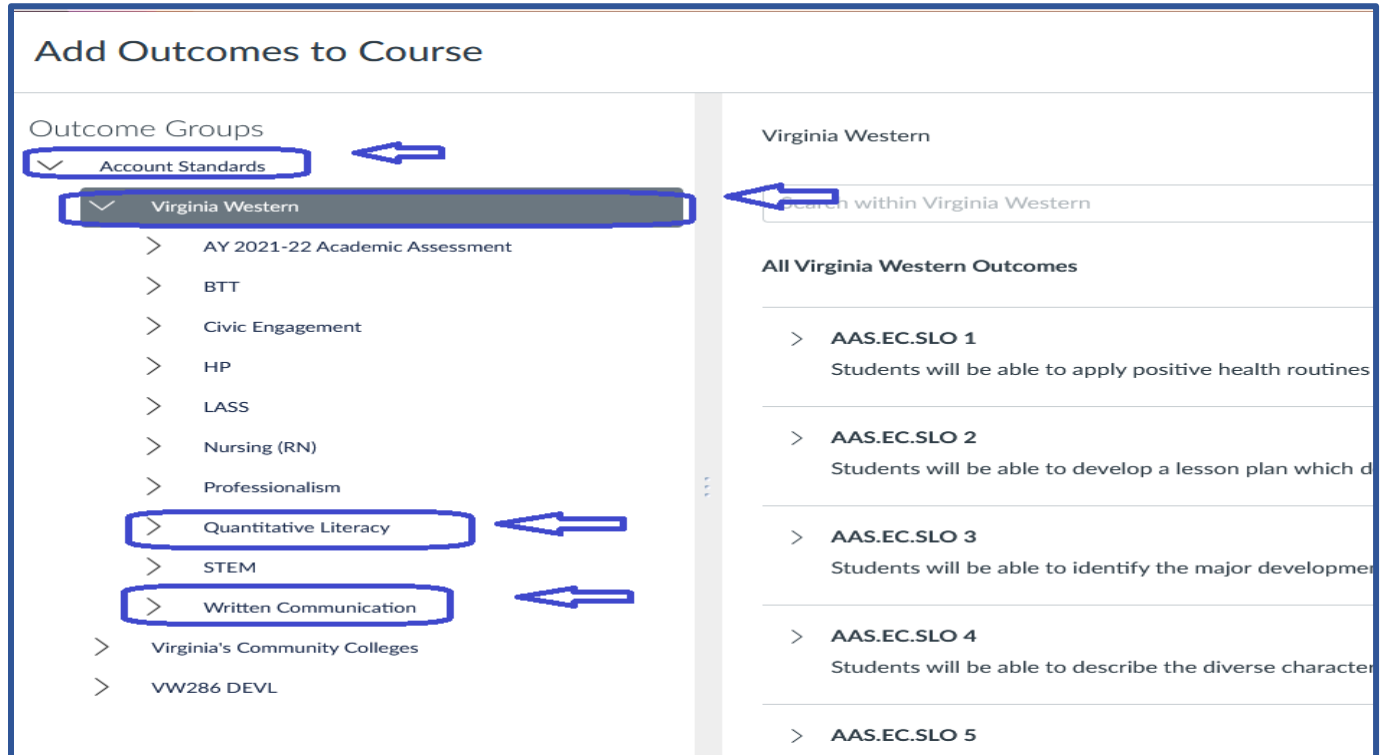 Add Outcomes to Course
Outcome Groups
Account Standards
Virginia Western
AY 2021-22 Academic Assessment
BTT
Civic Engagement
HP
LASS
Nursing (RN)
Professionalism
Quantitative Literacy
STEM
Written Communication
Virginia's Community Colleges
VW286 DEVL
Virginia Western
Search within Virginia Western
All Virginia Western Outcomes
AAS.EC.SLO 1
Students will be able to apply positive health routines
AAS.EC.SLO 2
Students will be able to develop a lesson plan which
AAS.EC.SLO 3
Students will be able to identify the major
AAS.EC.SLO 4
Students will be able to describe the diverse
AAS.EC.SLO 5